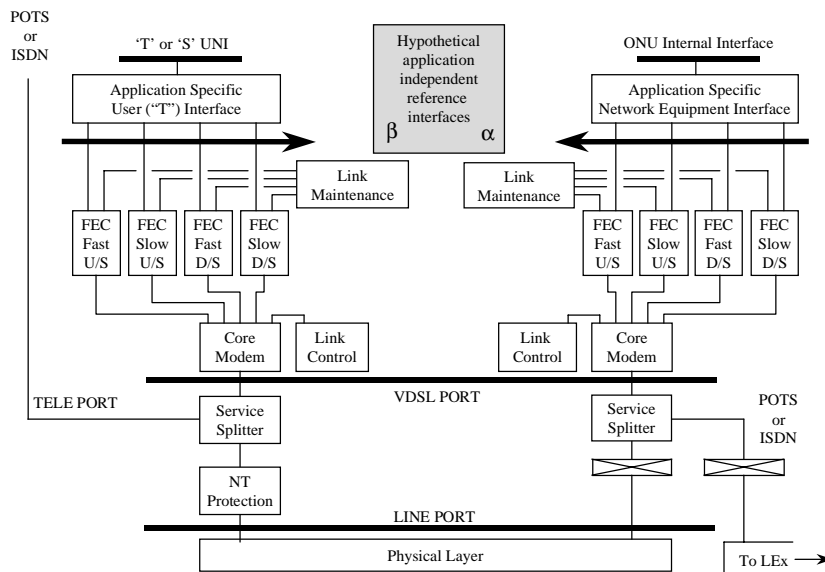 POTS
or
ISDN
'T' or 'S' UNI
Hypothetical
application
independent
reference
interfaces
β α
ONU Internal Interface
Application Specific
User ("T") Interface
Application Specific
Network Equipment Interface
Link
Maintenance
Link
Maintenance
FEC
Fast
U/S
FEC
Slow
U/S
FEC
Fast
D/S
FEC
Slow
D/S
FEC
Fast
U/S
FEC
Slow
U/S
FEC
Fast
D/S
FEC
Slow
D/S
Core
Modem
Link
Control
Link
Control
Core
Modem
VDSL PORT
TELE PORT
Service
Splitter
Service
Splitter
POTS
or
ISDN
NT
Protection
LINE PORT
Physical Layer
To LEx